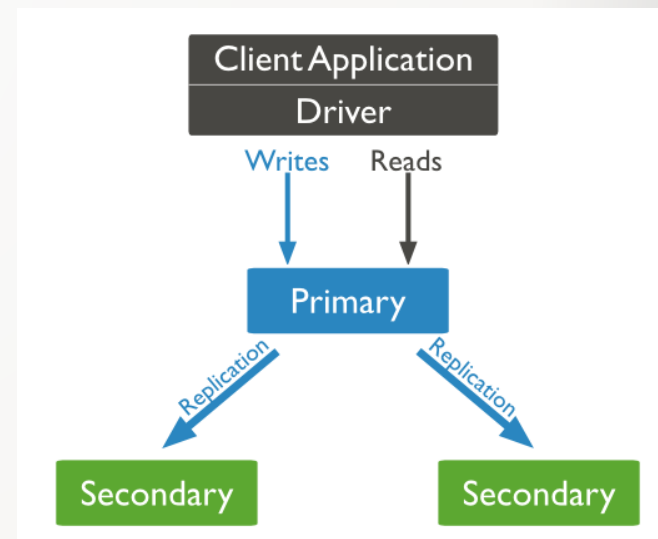 Client Application
Driver
Writes
Reads
Primary
Replication
Replication
Secondary
Secondary